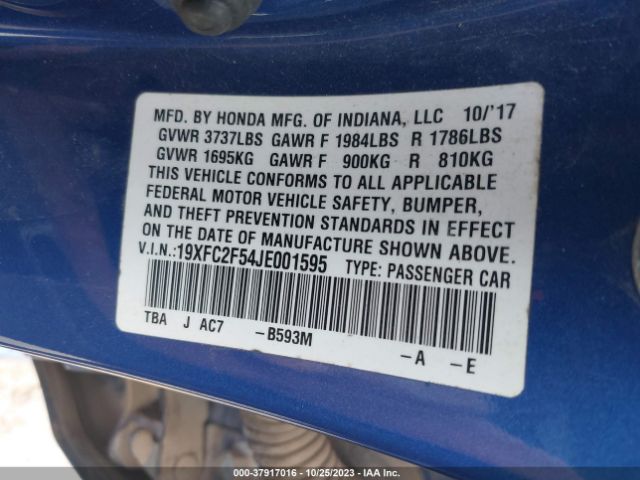 MFD. BY HONDA MFG. OF INDIANA, LLC 10/'17
GVWR 3737LBS GAWR F 1984LBS R 1786LBS
GVWR 1695KG GAWR F 900KG R 810KG
THIS VEHICLE CONFORMS TO ALL APPLICABLE
FEDERAL MOTOR VEHICLE SAFETY, BUMPER,
AND THEFT PREVENTION STANDARDS IN EFFECT
ON THE DATE OF MANUFACTURE SHOWN ABOVE.
V.I.N.:19XFC2F54JE001595 TYPE: PASSENGER CAR
TBA J AC7 -B593M -A -E
000-37917016 - 10/25/2023 - IAA Inc.